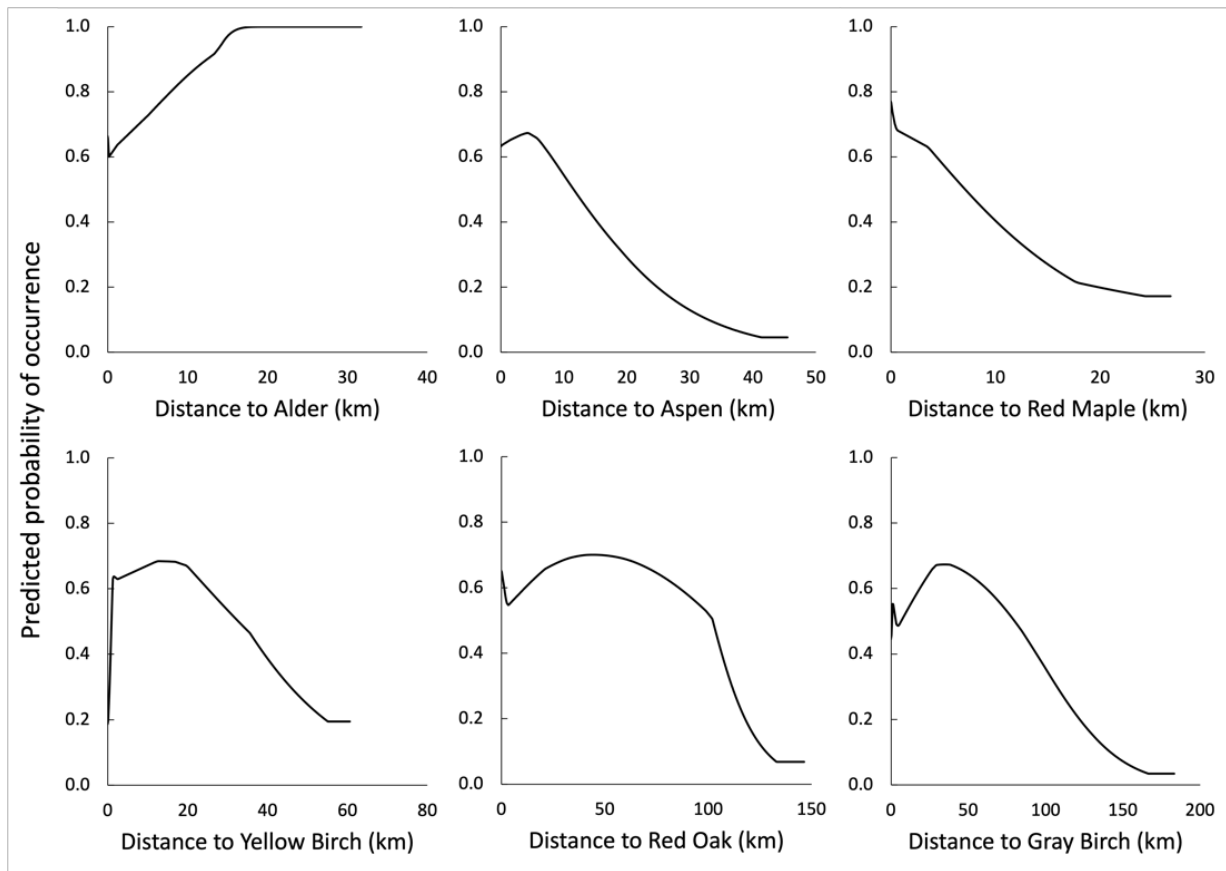 Predicted probability of occurrence
1.0
0.8
0.6
0.4
0.2
0.0
0 10 20 30 40
Distance to Alder (km)
1.0
0.8
0.6
0.4
0.2
0.0
0 10 20 30 40 50
Distance to Aspen (km)
1.0
0.8
0.6
0.4
0.2
0.0
0 10 20 30
Distance to Red Maple (km)
1.0
0.8
0.6
0.4
0.2
0.0
0 20 40 60 80
Distance to Yellow Birch (km)
1.0
0.8
0.6
0.4
0.2
0.0
0 50 100 150
Distance to Red Oak (km)
1.0
0.8
0.6
0.4
0.2
0.0
0 50 100 150 200
Distance to Gray Birch (km)